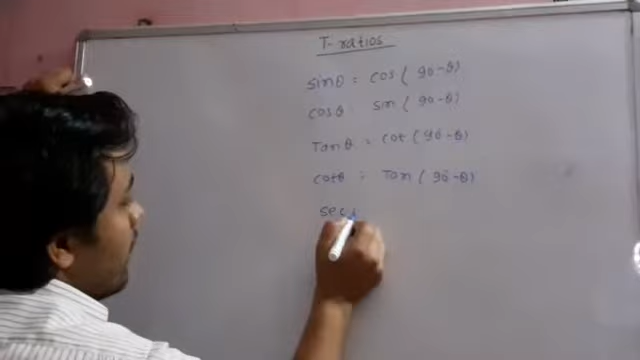 T-ratios
sinθ = cos( 90-θ)
cosθ = sin( 90-θ)
Tanθ = cot(90-θ)
cotθ = Tan( 90-θ)
sec